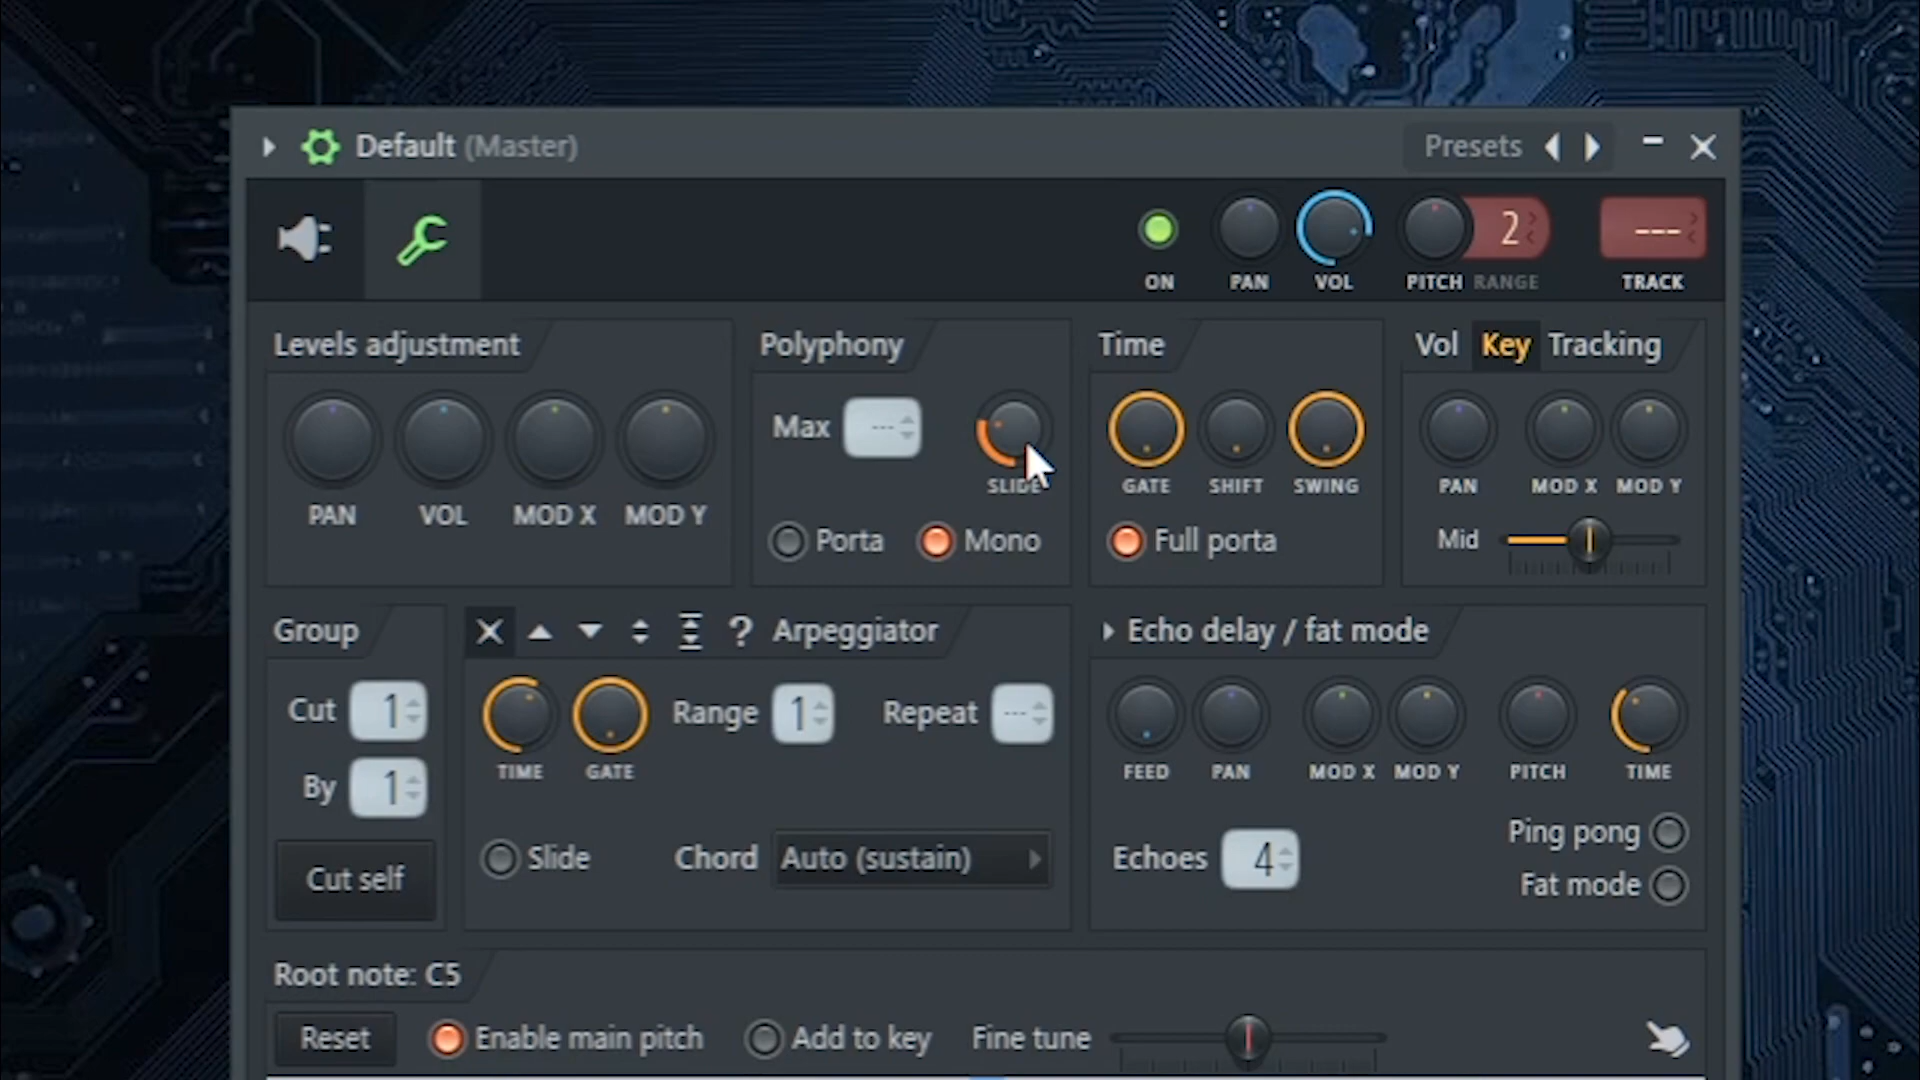 Default (Master)
Presets
2
---
ON
PAN
VOL
PITCH
RANGE
TRACK
Levels adjustment
PAN
VOL
MOD X
MOD Y
Polyphony
Max
---
SLIDE
Porta
Mono
Time
GATE
SHIFT
SWING
Full porta
Vol Key Tracking
PAN
MOD X
MOD Y
Mid
Group
Cut 1
By 1
Cut self
? Arpeggiator
TIME
GATE
Range 1
Repeat ---
Slide
Chord Auto (sustain)
Echo delay / fat mode
FEED
PAN
MOD X
MOD Y
PITCH
TIME
Echoes 4
Ping pong
Fat mode
Root note: C5
Reset
Enable main pitch
Add to key
Fine tune